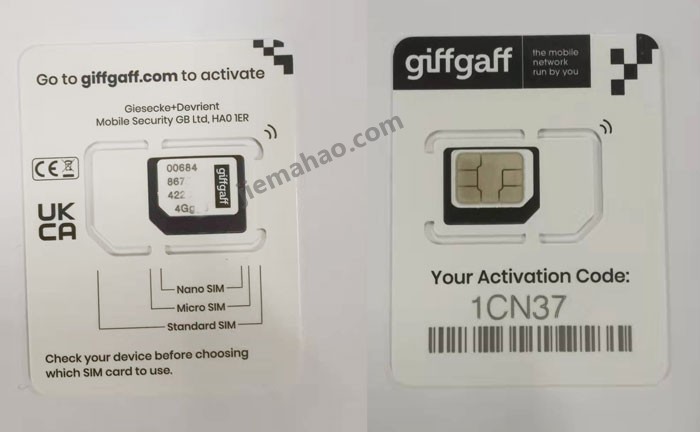 Go to giffgaff.com to activate
Giesecke+Devrient
Mobile Security GB Ltd, HA0 1ER
CE
UK
CA
00684
867
422
4G
giffgaff
Nano SIM
Micro SIM
Standard SIM
Check your device before choosing
which SIM card to use.
giffgaff
the mobile
network
run by you
Your Activation Code:
1CN37
jiemahao.com